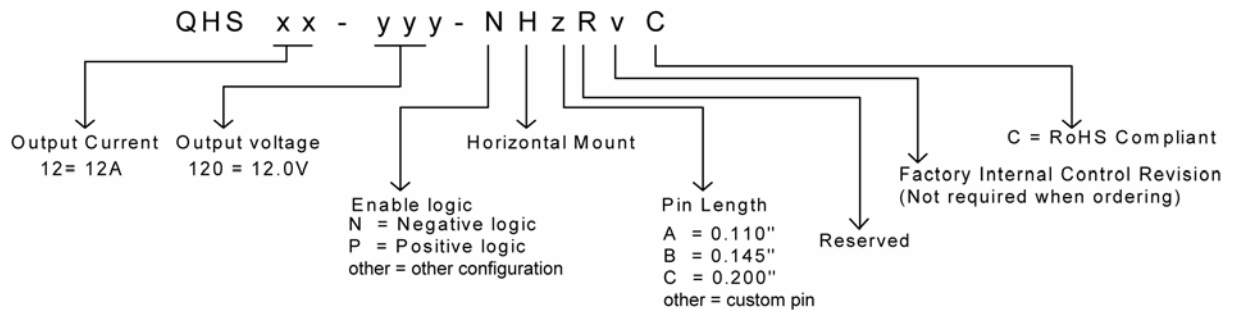 QHS xx - yyy - N H z R v C
Output Current
12= 12A
Output voltage
120 = 12.0V
Enable logic
N = Negative logic
P = Positive logic
other = other configuration
Horizontal Mount
Pin Length
A = 0.110"
B = 0.145"
C = 0.200"
other = custom pin
Reserved
Factory Internal Control Revision
(Not required when ordering)
C = RoHS Compliant